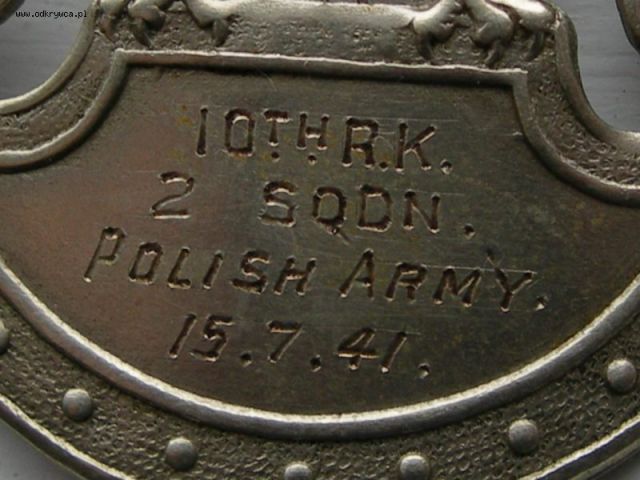 www.odkrywca.pl
10TH. R.K.
2 SQDN.
POLISH ARMY.
15.7.41.